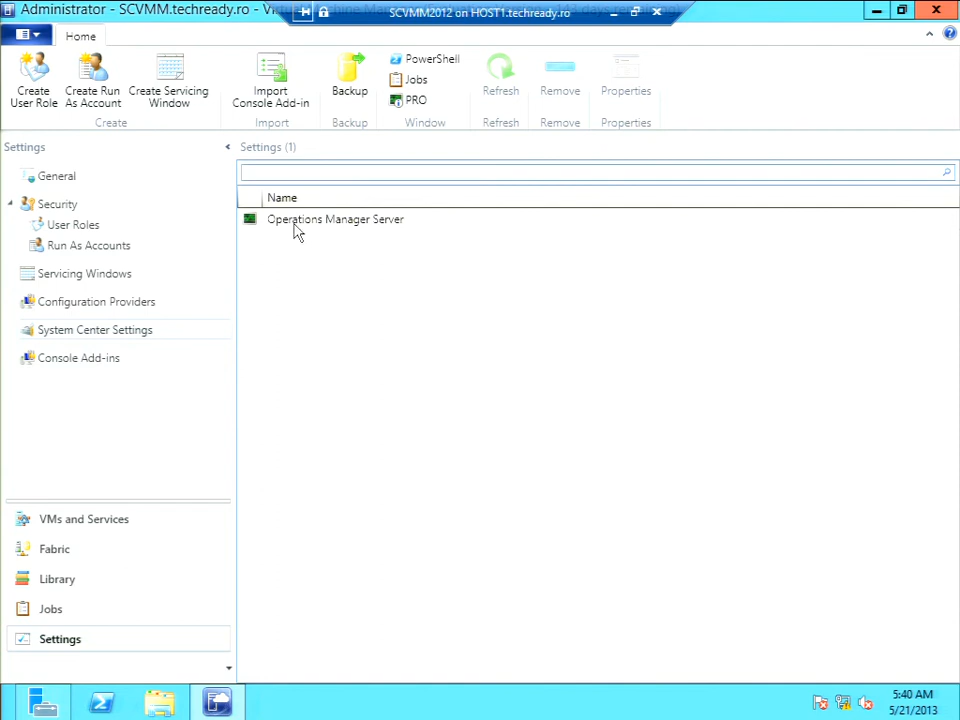 Administrator - SCVMM.techready.ro - Vir
SCVMM2012 on HOST1.techready.ro
Home
Create User Role
Create Run As Account
Create Servicing Window
Import Console Add-in
Backup
PowerShell
Jobs
PRO
Refresh
Remove
Properties
Create
Import
Backup
Window
Refresh
Remove
Properties
Settings
Settings (1)
General
Security
User Roles
Run As Accounts
Servicing Windows
Configuration Providers
System Center Settings
Console Add-ins
Name
Operations Manager Server
VMs and Services
Fabric
Library
Jobs
Settings
5:40 AM
5/21/2013